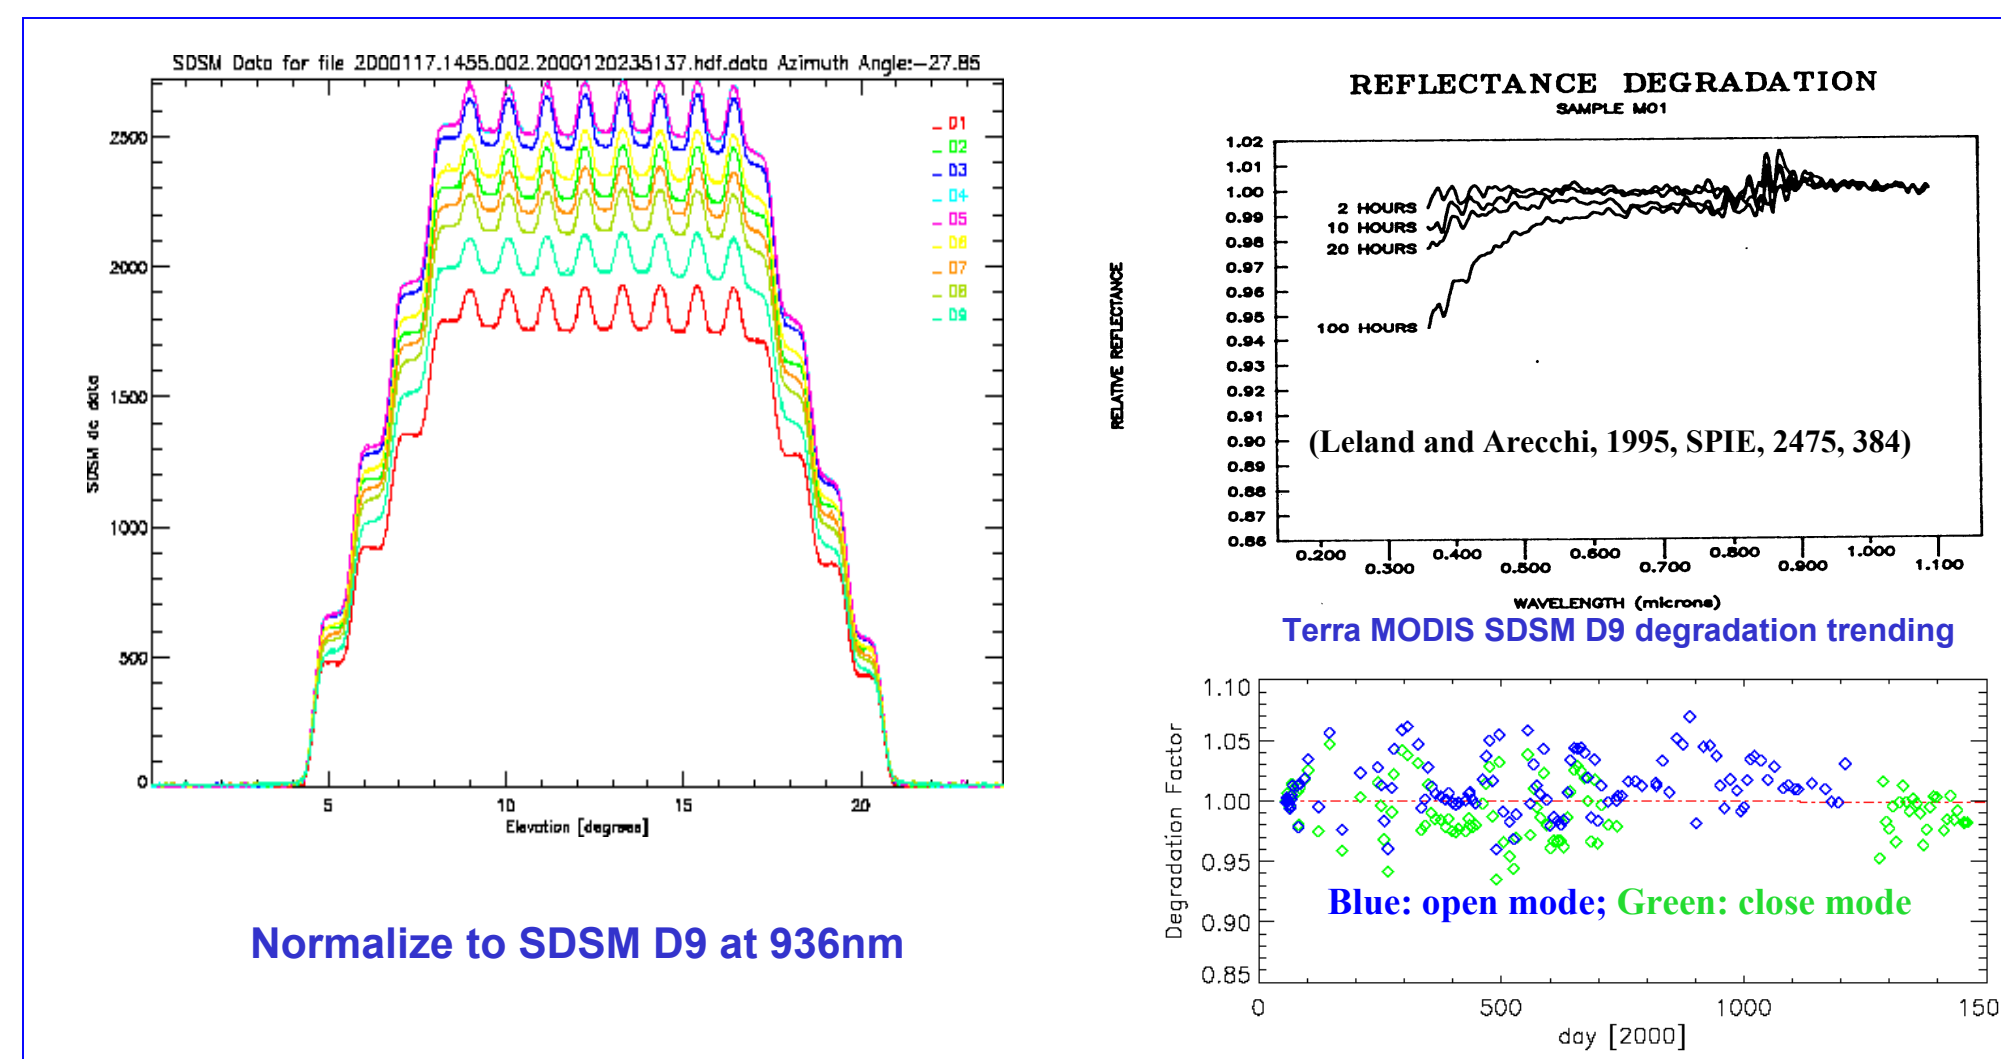 SDSM Data for file 2000117.1455.002.2000120235137.hdf.data Azimuth Angle:-27.85
2500
2000
1500
1000
500
0
SDSM dc data
5
10
15
20
Elevation [degrees]
D1
D2
D3
D4
D5
D6
D7
D8
D9
Normalize to SDSM D9 at 936nm
REFLECTANCE DEGRADATION
SAMPLE M01
1.02
1.01
1.00
0.99
0.98
0.97
0.96
0.95
0.94
0.93
0.92
0.91
0.90
0.89
0.88
0.87
0.86
RELATIVE REFLECTANCE
2 HOURS
10 HOURS
20 HOURS
100 HOURS
(Leland and Arecchi, 1995, SPIE, 2475, 384)
0.200
0.300
0.400
0.500
0.600
0.700
0.800
0.900
1.000
1.100
WAVELENGTH (microns)
Terra MODIS SDSM D9 degradation trending
1.10
1.05
1.00
0.95
0.90
0.85
Degradation Factor
Blue: open mode; Green: close mode
0
500
1000
150
day [2000]